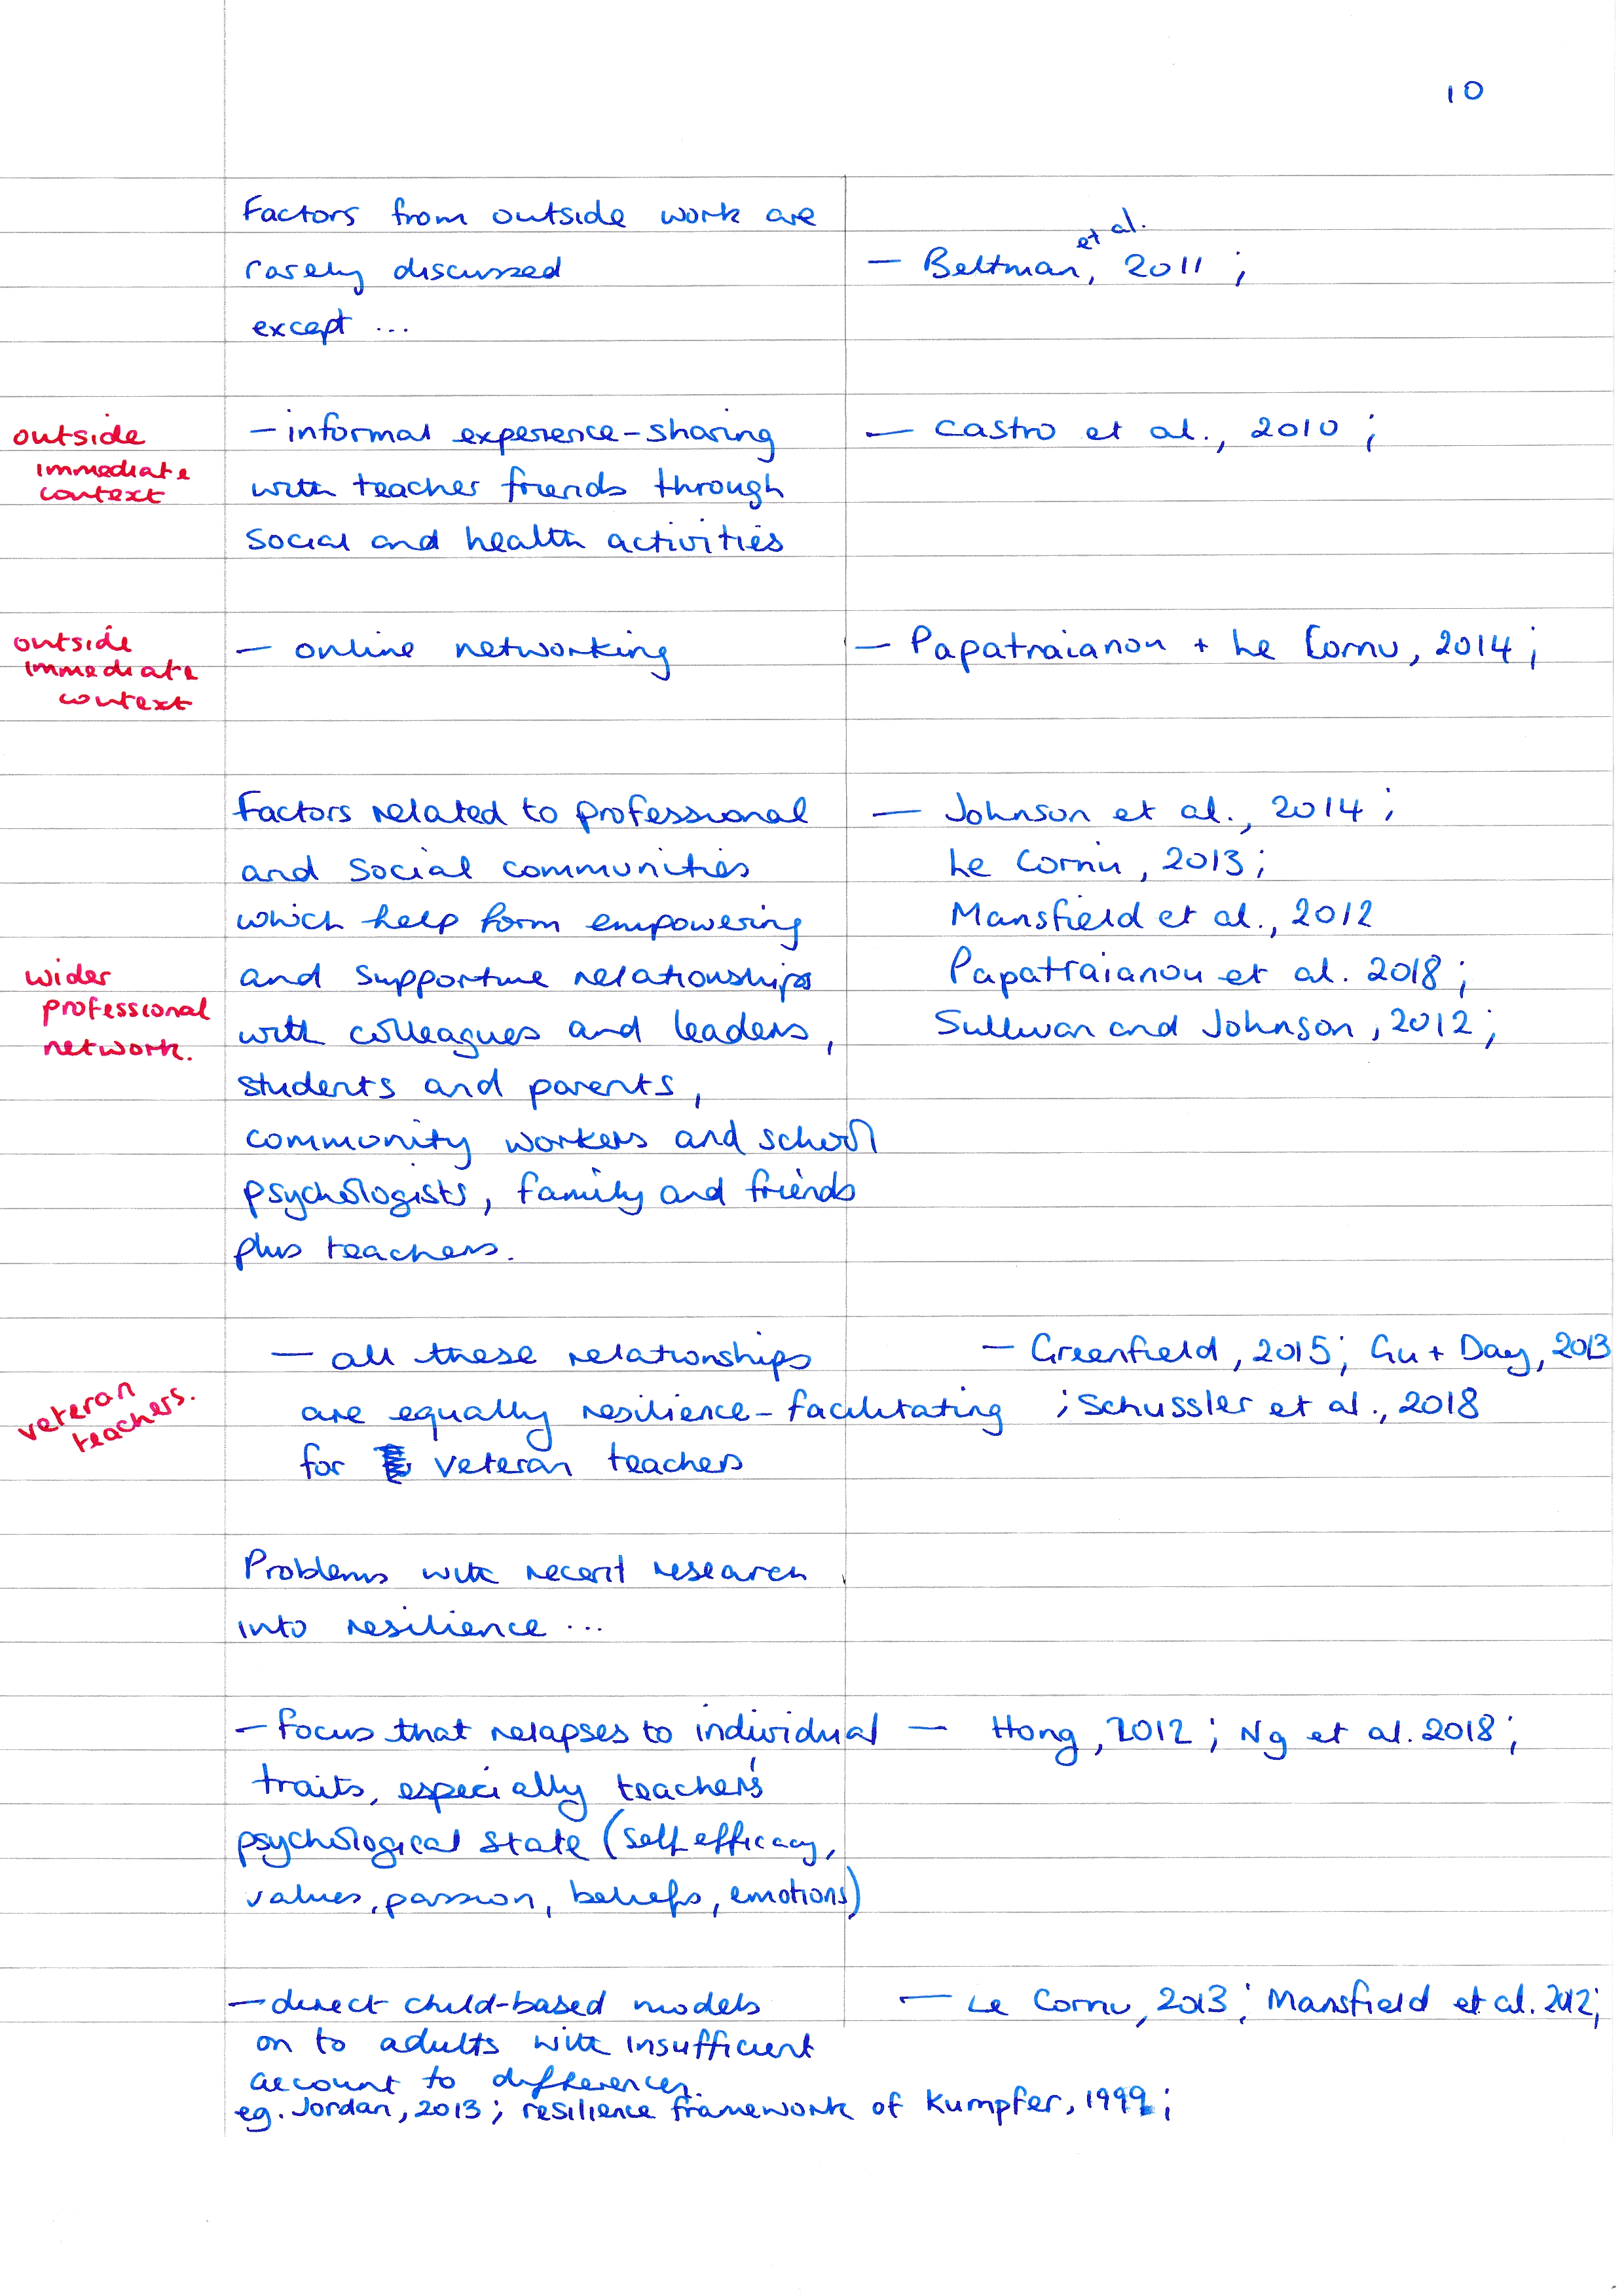 10
Factors from outside work are
rarely discussed
except ...
— Beltman, et al. 2011 ;
outside
immediate
context
— informal experience-sharing
with teacher friends through
social and health activities
— Castro et al., 2010 ;
outside
immediate
context
— online networking
— Papatraianou + Le Cornu, 2014 ;
Factors related to professional
and social communities
which help form empowering
and supportive relationships
with colleagues and leaders,
students and parents,
community workers and school
psychologists, family and friends
plus teachers.
wider
professional
network.
— Johnson et al., 2014 ;
Le Cornu, 2013 ;
Mansfield et al., 2012
Papatraianou et al. 2018 ;
Sullivan and Johnson, 2012 ;
veteran
teachers.
— all these relationships
are equally resilience-facilitating
for veteran teachers
— Greenfield, 2015; Gu + Day, 2013
; Schussler et al., 2018
Problems with recent research
into resilience ...
— focus that relapses to individual
traits, especially teacher's
psychological state (self efficacy,
values, passion, beliefs, emotions)
— Hong, 2012 ; Ng et al. 2018 ;
— direct child-based models
on to adults with insufficient
account to differences.
— Le Cornu, 2013 ; Mansfield et al. 2012;
eg. Jordan, 2013 ; resilience framework of Kumpfer, 1999 ;